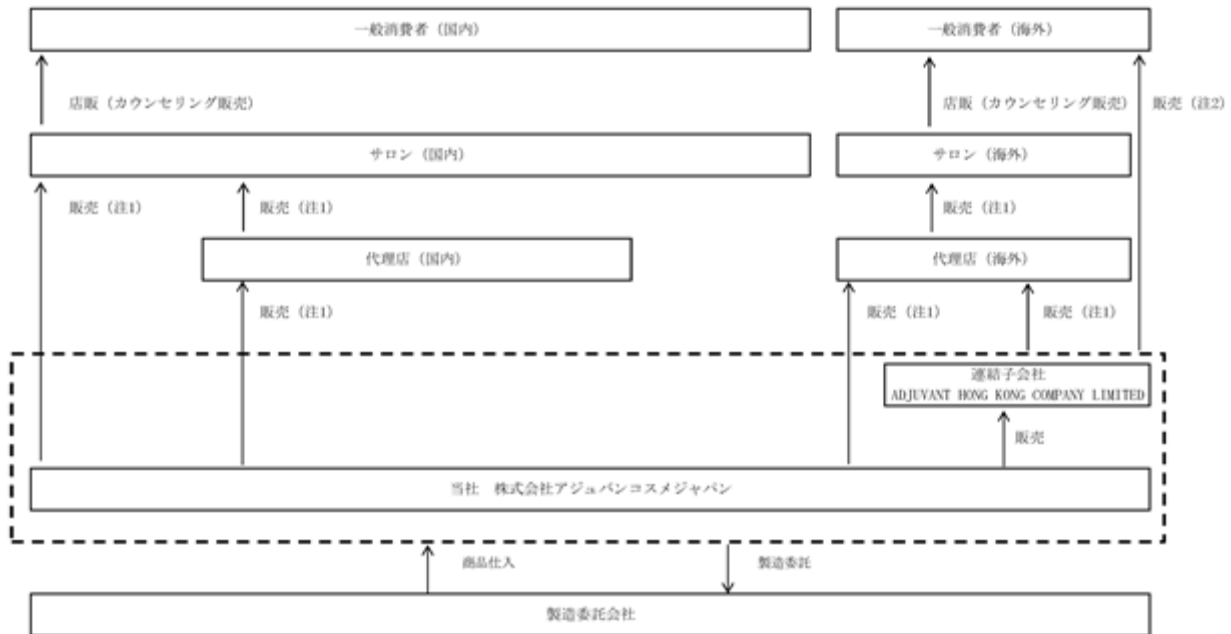 一般消費者（国内）
一般消費者（海外）
店販（カウンセリング販売）
店販（カウンセリング販売）
販売（注2）
サロン（国内）
サロン（海外）
販売（注1）
販売（注1）
販売（注1）
代理店（国内）
代理店（海外）
販売（注1）
販売（注1）
販売（注1）
連結子会社
ADJUVANT HONG KONG COMPANY LIMITED
販売
当社　株式会社アジュバンコスメジャパン
商品仕入
製造委託
製造委託会社